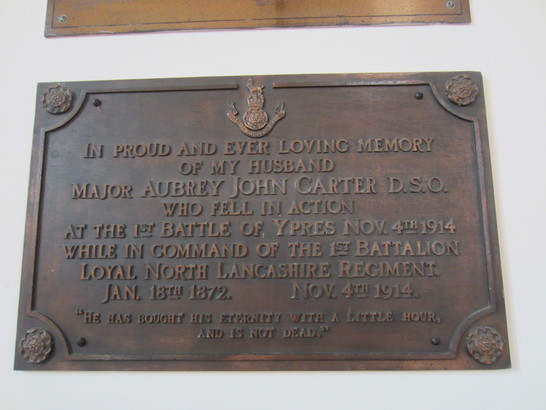 IN PROUD AND EVER LOVING MEMORY
OF MY HUSBAND
MAJOR AUBREY JOHN CARTER D.S.O.
WHO FELL IN ACTION
AT THE 1ST BATTLE OF YPRES NOV. 4TH 1914
WHILE IN COMMAND OF THE 1ST BATTALION
LOYAL NORTH LANCASHIRE REGIMENT.
JAN. 18TH 1872. NOV. 4TH 1914.
"HE HAS BOUGHT HIS ETERNITY WITH A LITTLE HOUR,
AND IS NOT DEAD."